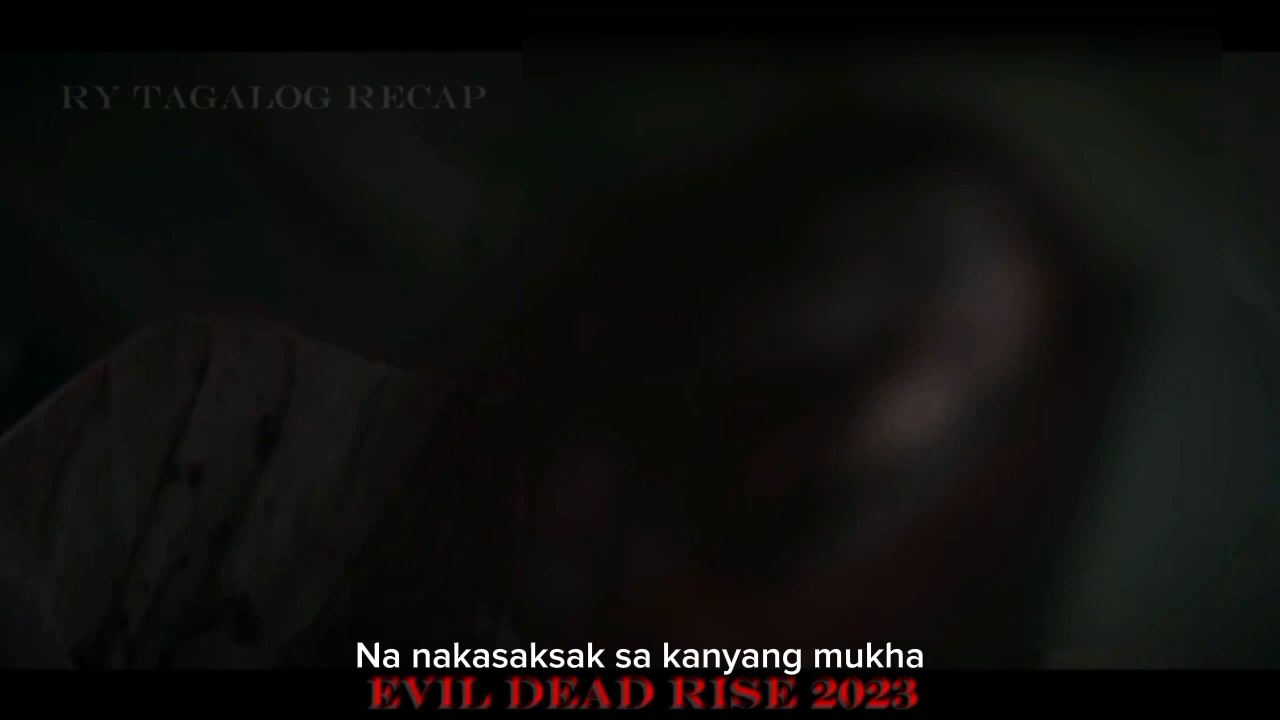 RY TAGALOG RECAP
Na nakasaksak sa kanyang mukha
EVIL DEAD RISE 2023